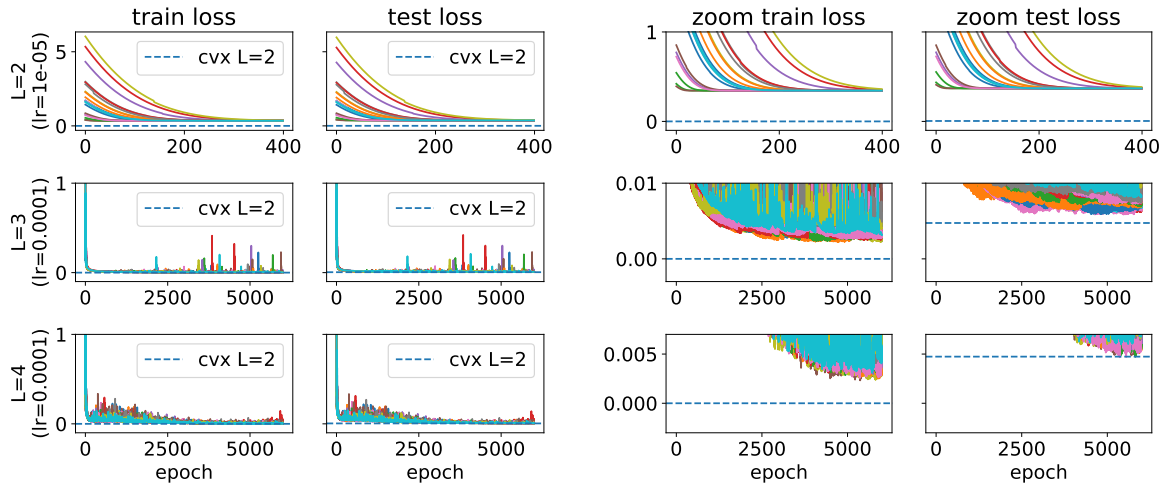 train loss
test loss
zoom train loss
zoom test loss
L=2
(lr=1e-05)
5
0
cvx L=2
cvx L=2
1
0
0
200
400
0
200
400
0
200
400
0
200
400
L=3
(lr=0.0001)
1
0
cvx L=2
cvx L=2
0.01
0.00
0
2500
5000
0
2500
5000
0
2500
5000
0
2500
5000
L=4
(lr=0.0001)
1
0
cvx L=2
cvx L=2
0.005
0.000
0
2500
5000
0
2500
5000
0
2500
5000
0
2500
5000
epoch
epoch
epoch
epoch